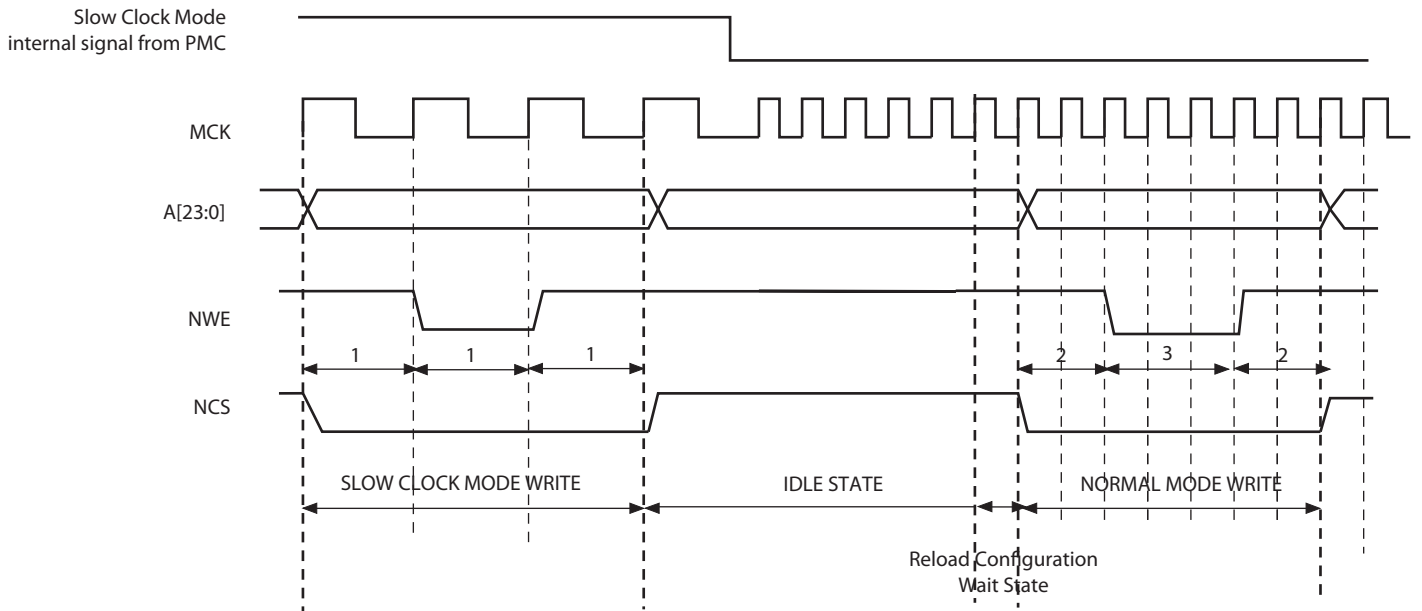 Slow Clock Mode
internal signal from PMC
MCK
A[23:0]
NWE
1 1 1 2 3 2
NCS
SLOW CLOCK MODE WRITE IDLE STATE NORMAL MODE WRITE
Reload Configuration
Wait State